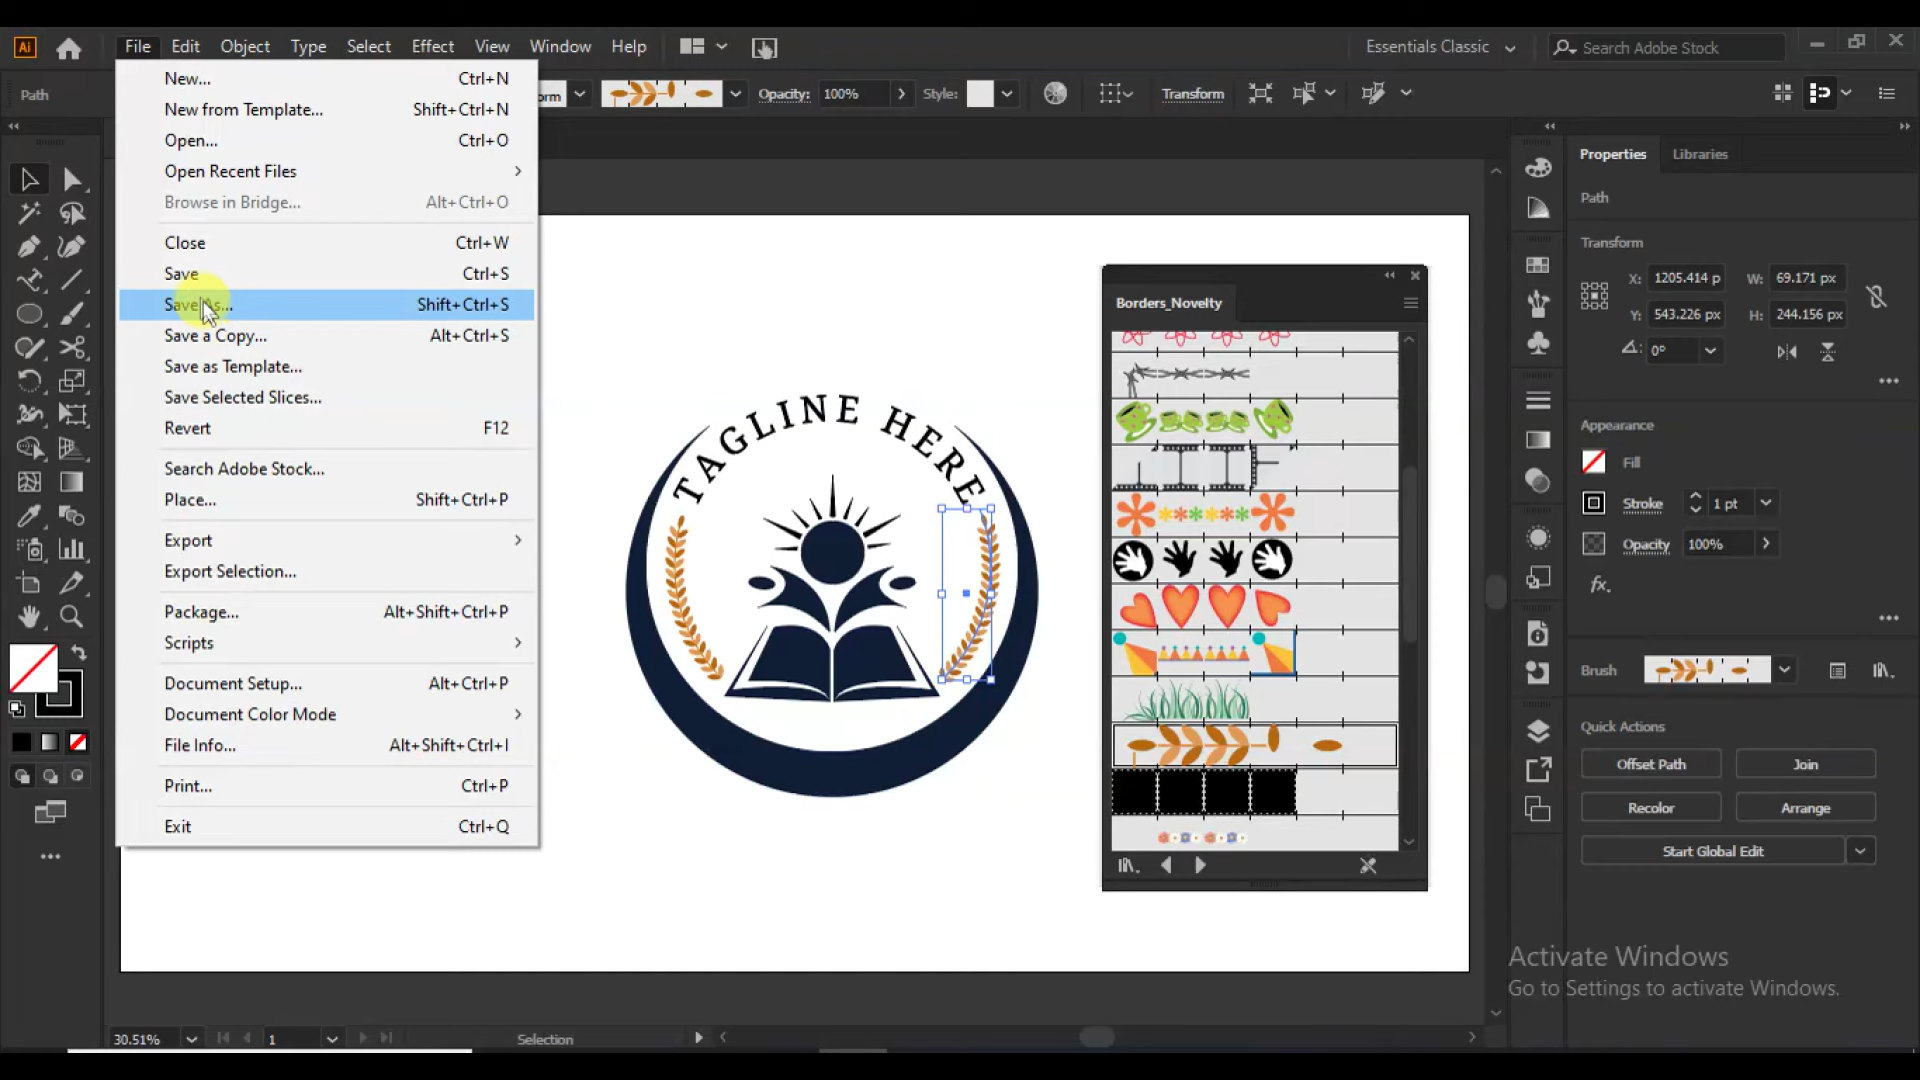 Ai File Edit Object Type Select Effect View Window Help Essentials Classic Search Adobe Stock
Path Opacity: 100% Style: Transform
New... Ctrl+N
New from Template... Shift+Ctrl+N
Open... Ctrl+O
Open Recent Files
Browse in Bridge... Alt+Ctrl+O
Close Ctrl+W
Save Ctrl+S
Save As... Shift+Ctrl+S
Save a Copy... Alt+Ctrl+S
Save as Template...
Save Selected Slices...
Revert F12
Search Adobe Stock...
Place... Shift+Ctrl+P
Export
Export Selection...
Package... Alt+Shift+Ctrl+P
Scripts
Document Setup... Alt+Ctrl+P
Document Color Mode
File Info... Alt+Shift+Ctrl+I
Print... Ctrl+P
Exit Ctrl+Q
TAGLINE HERE
Borders_Novelty
Properties Libraries
Path
Transform
X: 1205.414 p W: 69.171 px
Y: 543.226 px H: 244.156 px
0°
Appearance
Fill
Stroke 1 pt
Opacity 100%
fx.
Brush
Quick Actions
Offset Path Join
Recolor Arrange
Start Global Edit
Activate Windows
Go to Settings to activate Windows.
30.51% 1 Selection